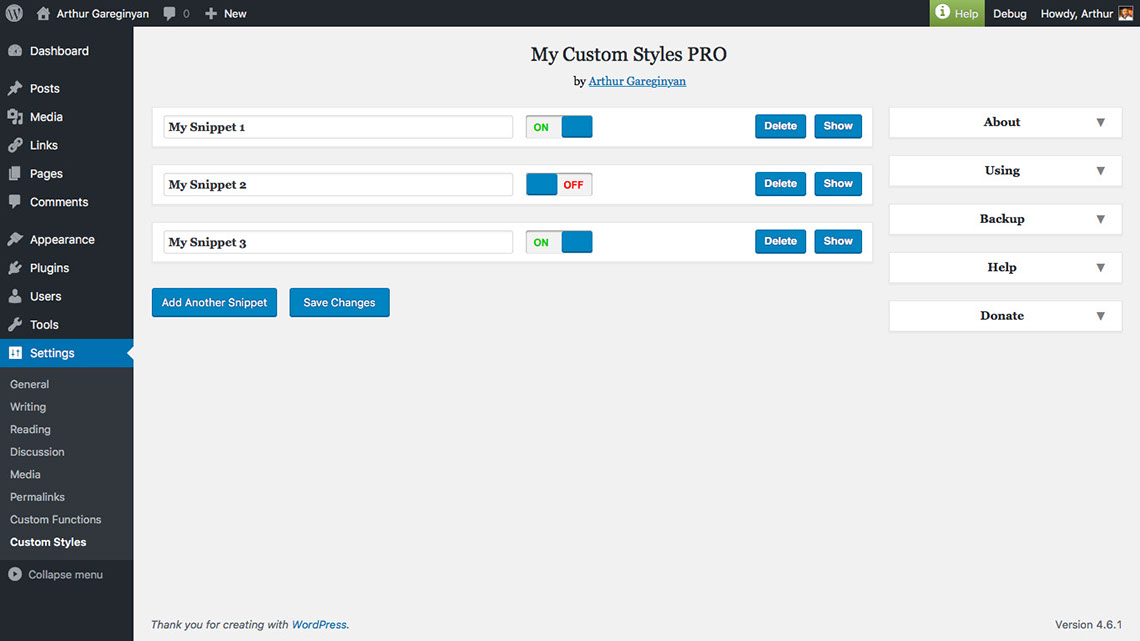 Arthur Gareginyan 0 New Help Debug Howdy, Arthur
Dashboard
Posts
Media
Links
Pages
Comments
Appearance
Plugins
Users
Tools
Settings
General
Writing
Reading
Discussion
Media
Permalinks
Custom Functions
Custom Styles
Collapse menu
My Custom Styles PRO
by Arthur Gareginyan
My Snippet 1 ON Delete Show
My Snippet 2 OFF Delete Show
My Snippet 3 ON Delete Show
Add Another Snippet Save Changes
About
Using
Backup
Help
Donate
Thank you for creating with WordPress. Version 4.6.1